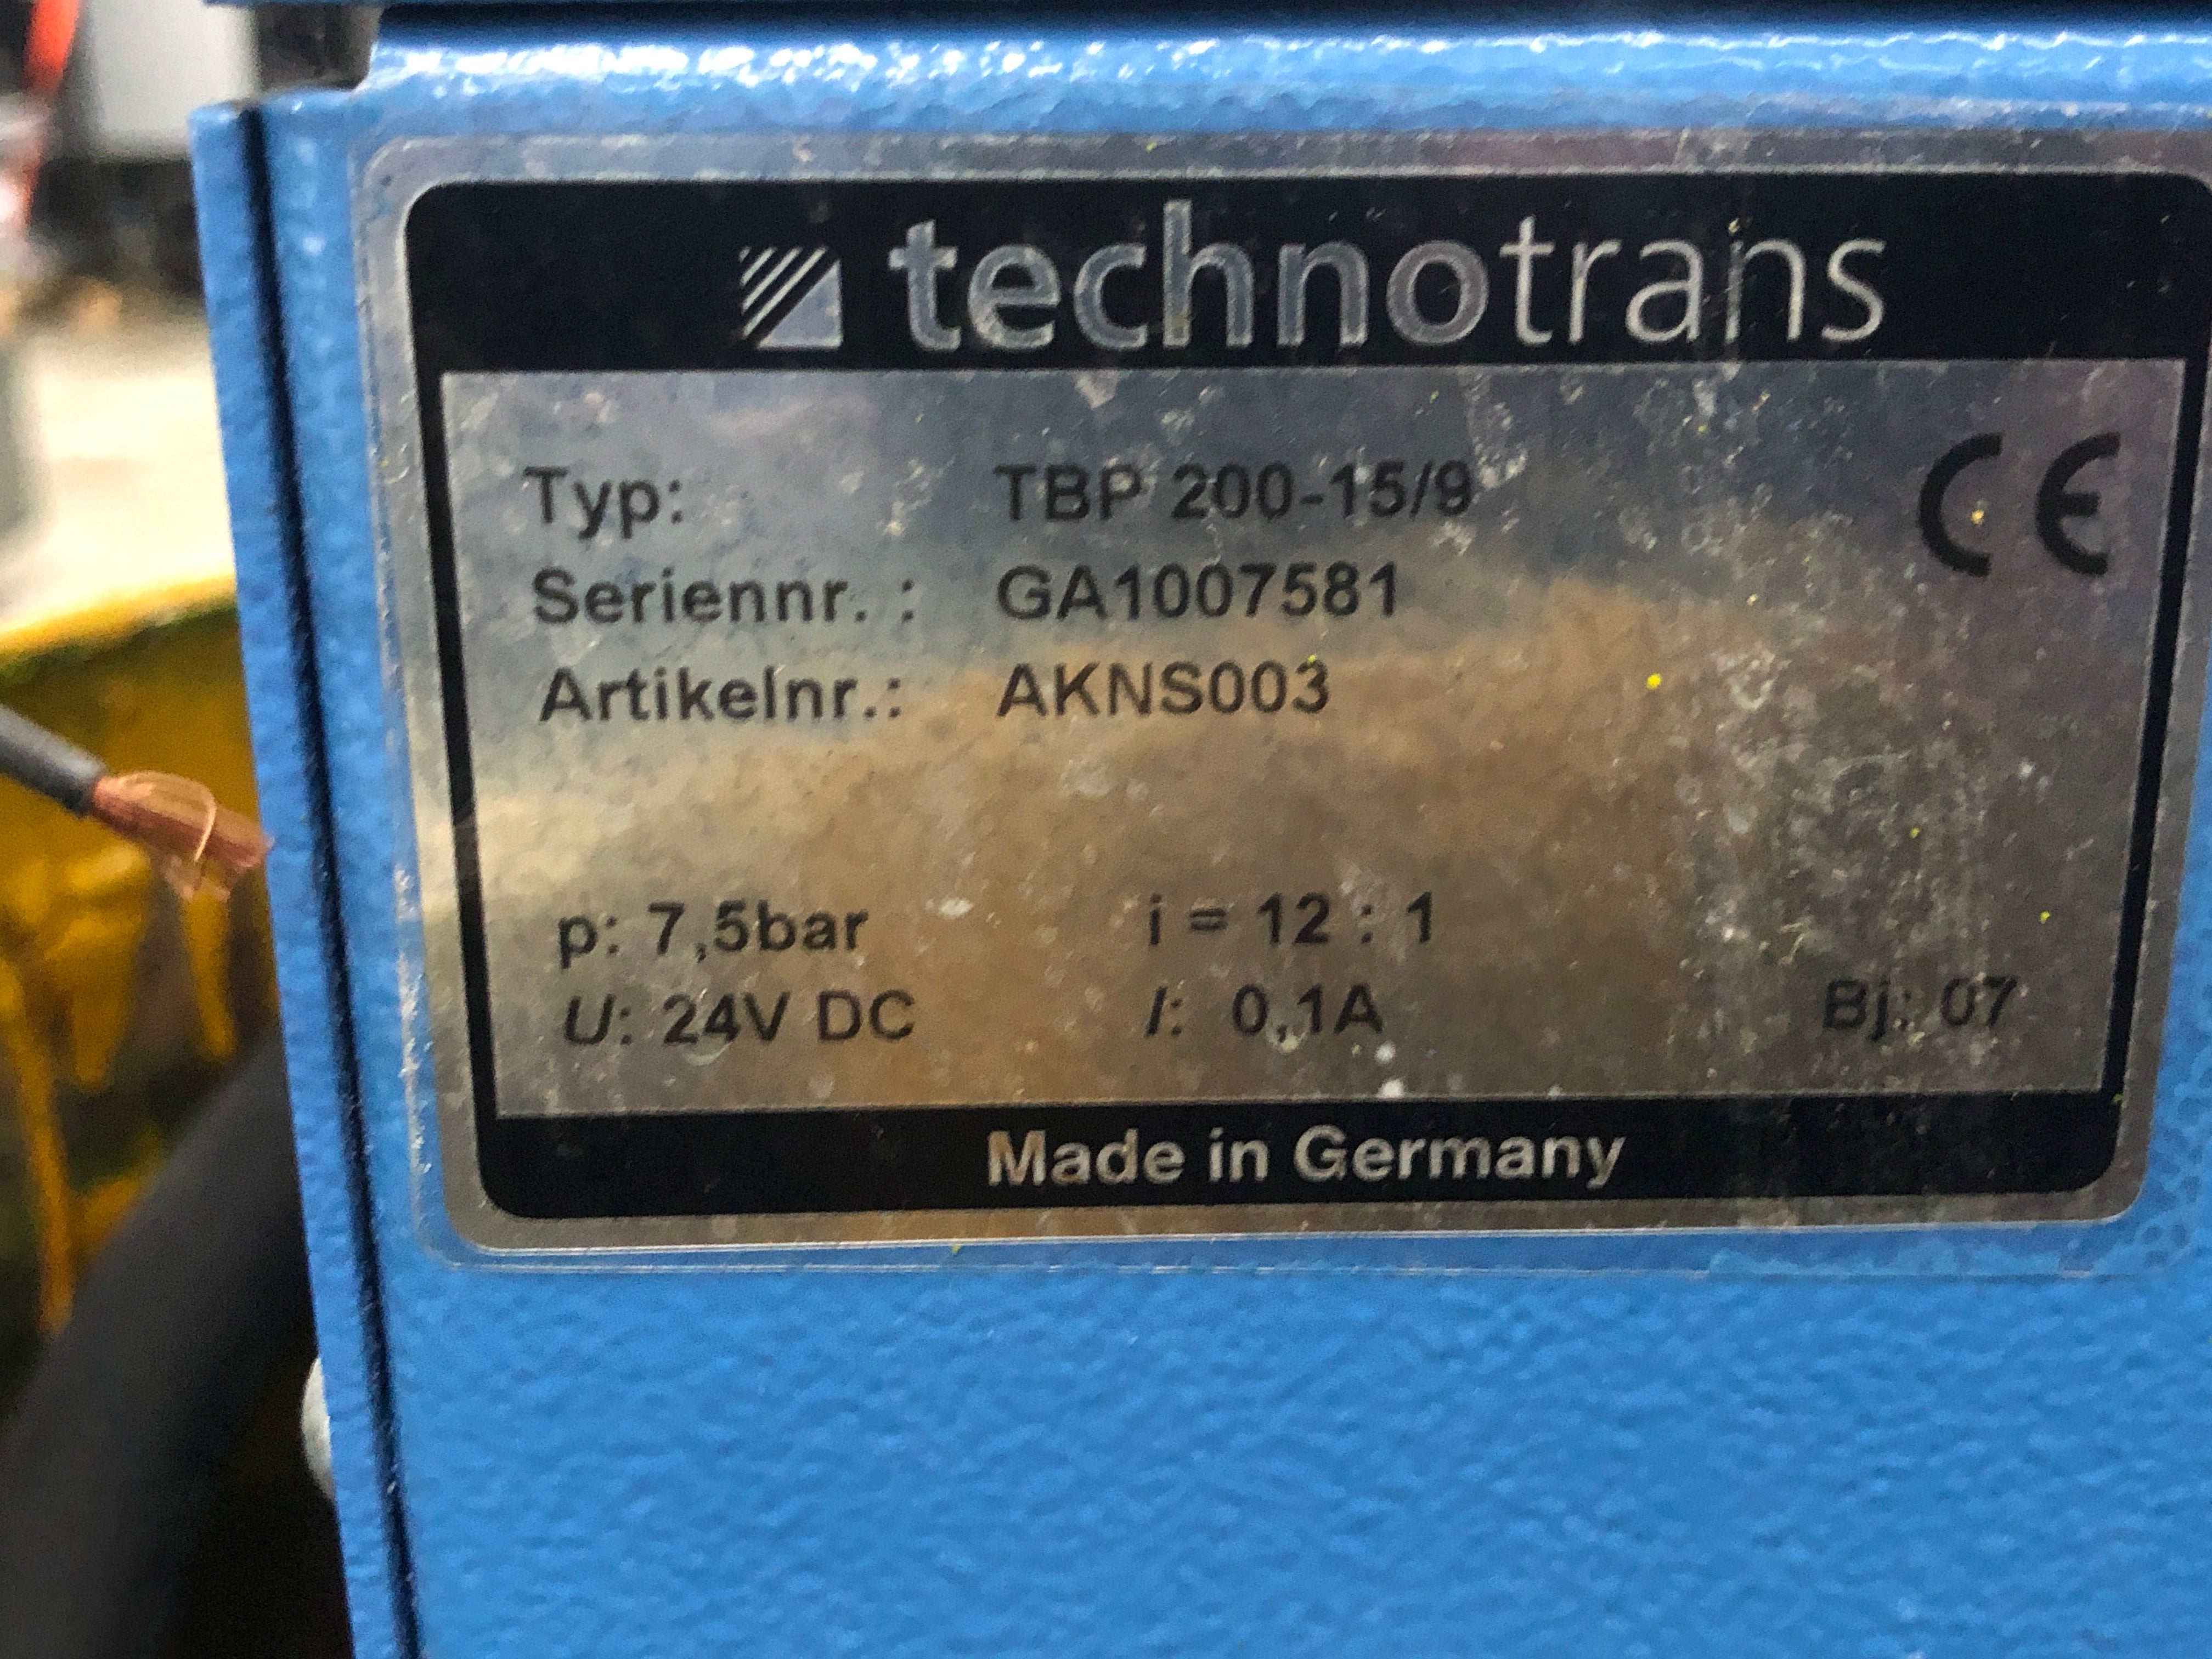 technotrans
Typ: TBP 200-15/9
CE
Seriennr. : GA1007581
Artikelnr.: AKNS003
p: 7,5bar i = 12 : 1
U: 24V DC I: 0,1A Bj: 07
Made in Germany